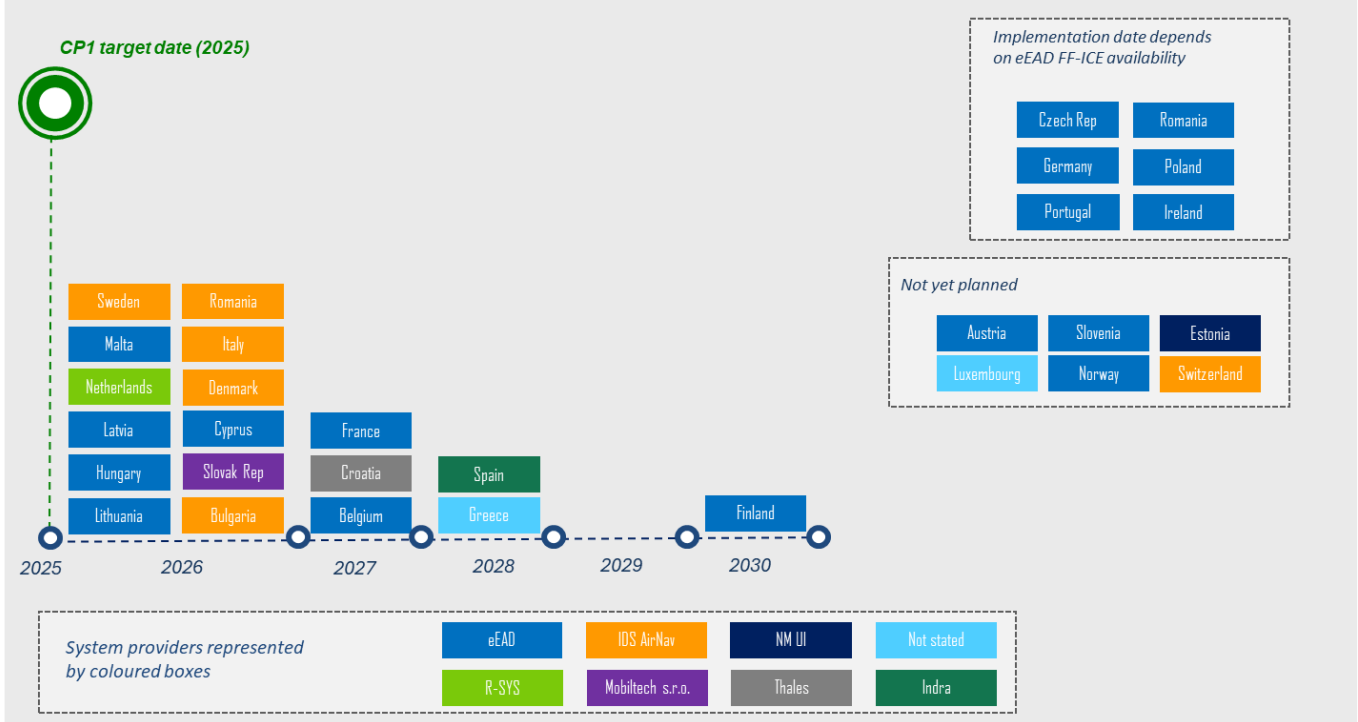 CP1 target date (2025)
Implementation date depends
on eEAD FF-ICE availability
Czech Rep
Romania
Germany
Poland
Portugal
Ireland
Not yet planned
Austria
Slovenia
Estonia
Luxembourg
Norway
Switzerland
Sweden
Romania
Malta
Italy
Netherlands
Denmark
Latvia
Cyprus
France
Hungary
Slovak Rep
Croatia
Spain
Lithuania
Bulgaria
Belgium
Greece
Finland
2025
2026
2027
2028
2029
2030
System providers represented
by coloured boxes
eEAD
IDS AirNav
NM UI
Not stated
R-SYS
Mobiltech s.r.o.
Thales
Indra